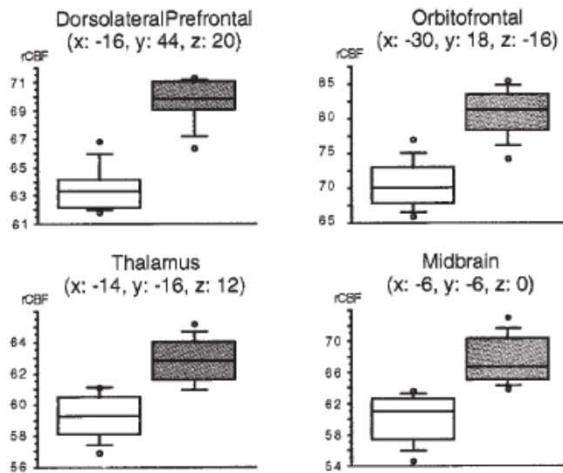 DorsolateralPrefrontal
(x: -16, y: 44, z: 20)
rCBF
71
69
67
65
63
61
Orbitofrontal
(x: -30, y: 18, z: -16)
rCBF
85
80
75
70
65
Thalamus
(x: -14, y: -16, z: 12)
rCBF
64
62
60
58
56
Midbrain
(x: -6, y: -6, z: 0)
rCBF
70
66
62
58
54